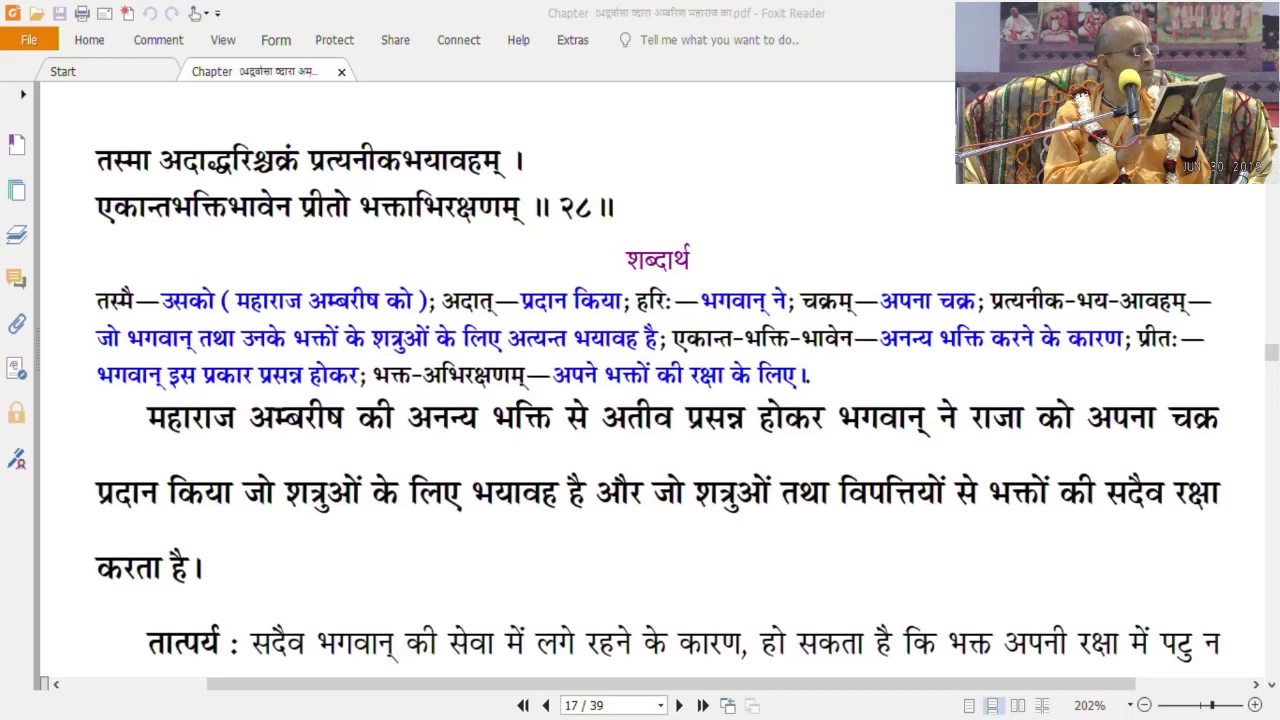 Chapter 04दुर्वासा व्दारा अम्बरिश महाराज का.pdf - Foxit Reader
File Home Comment View Form Protect Share Connect Help Extras Tell me what you want to do..
Start Chapter 04दुर्वासा व्दारा अम...
JUN 30 2019
तस्मा अदाद्धरिश्चक्रं प्रत्यनीकभयावहम् ।
एकान्तभक्तिभावेन प्रीतो भक्ताभिरक्षणम् ॥ २८॥
शब्दार्थ
तस्मै—उसको ( महाराज अम्बरीष को ); अदात्—प्रदान किया; हरिः—भगवान् ने; चक्रम्—अपना चक्र; प्रत्यनीक-भय-आवहम्—
जो भगवान् तथा उनके भक्तों के शत्रुओं के लिए अत्यन्त भयावह है; एकान्त-भक्ति-भावेन—अनन्य भक्ति करने के कारण; प्रीतः—
भगवान् इस प्रकार प्रसन्न होकर; भक्त-अभिरक्षणम्—अपने भक्तों की रक्षा के लिए।.
महाराज अम्बरीष की अनन्य भक्ति से अतीव प्रसन्न होकर भगवान् ने राजा को अपना चक्र
प्रदान किया जो शत्रुओं के लिए भयावह है और जो शत्रुओं तथा विपत्तियों से भक्तों की सदैव रक्षा
करता है।
तात्पर्य : सदैव भगवान् की सेवा में लगे रहने के कारण, हो सकता है कि भक्त अपनी रक्षा में पटु न
17 / 39 202%